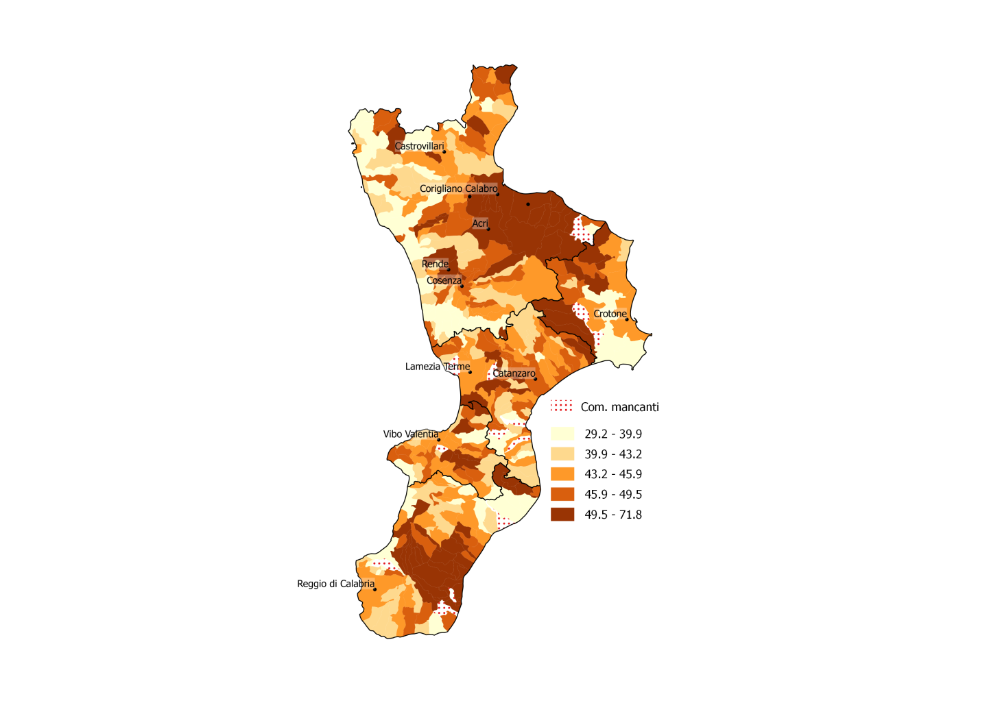 Castrovillari
Corigliano Calabro
Acri
Rende
Cosenza
Crotone
Lamezia Terme
Catanzaro
Vibo Valentia
Reggio di Calabria
Com. mancanti
29.2 - 39.9
39.9 - 43.2
43.2 - 45.9
45.9 - 49.5
49.5 - 71.8